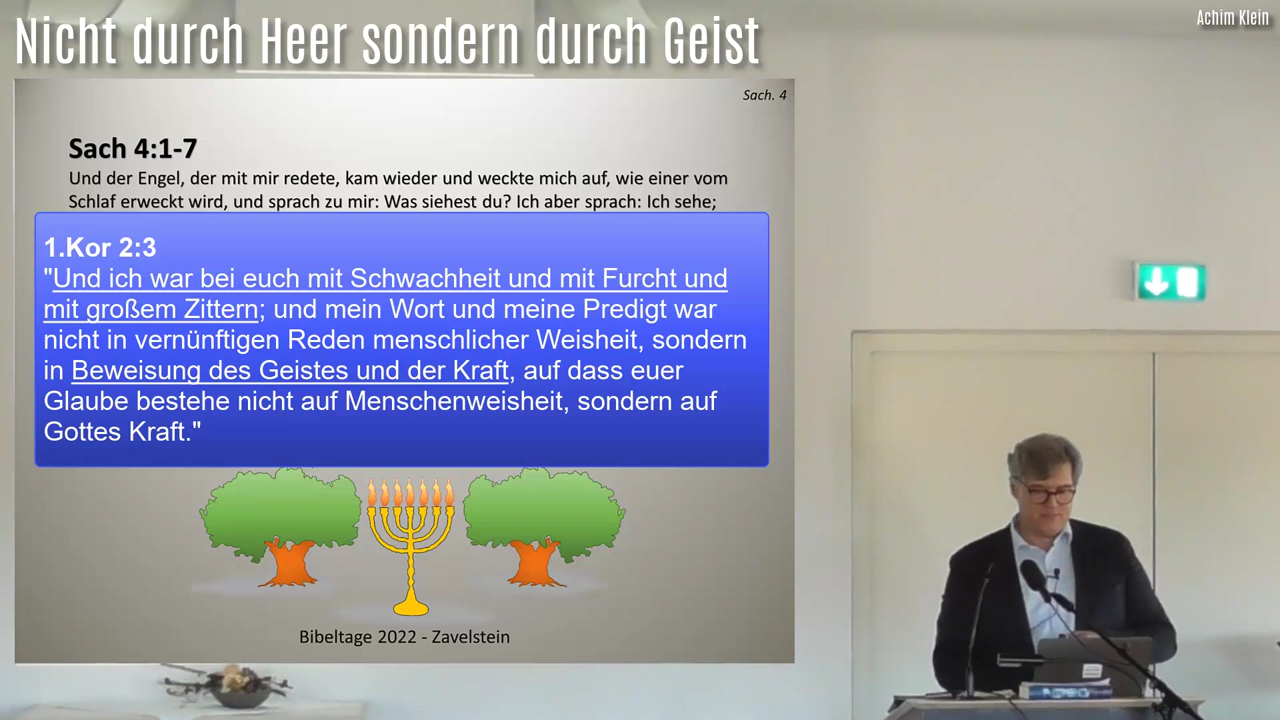 Nicht durch Heer sondern durch Geist
Achim Klein
Sach. 4
Sach 4:1-7
Und der Engel, der mit mir redete, kam wieder und weckte mich auf, wie einer vom
Schlaf erweckt wird, und sprach zu mir: Was siehest du? Ich aber sprach: Ich sehe;
1.Kor 2:3
"Und ich war bei euch mit Schwachheit und mit Furcht und
mit großem Zittern; und mein Wort und meine Predigt war
nicht in vernünftigen Reden menschlicher Weisheit, sondern
in Beweisung des Geistes und der Kraft, auf dass euer
Glaube bestehe nicht auf Menschenweisheit, sondern auf
Gottes Kraft."
Bibeltage 2022 - Zavelstein